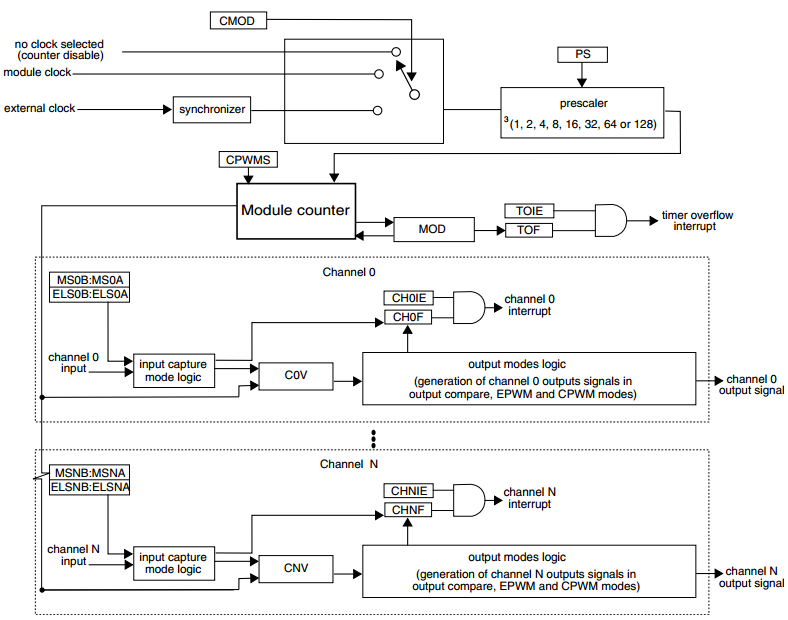 CMOD
no clock selected
(counter disable)
module clock
external clock
synchronizer
PS
prescaler
3 (1, 2, 4, 8, 16, 32, 64 or 128)
CPWMS
Module counter
MOD
TOIE
TOF
timer overflow
interrupt
Channel 0
MS0B:MS0A
ELS0B:ELS0A
CH0IE
CH0F
channel 0
interrupt
channel 0
input
input capture
mode logic
C0V
output modes logic
(generation of channel 0 outputs signals in
output compare, EPWM and CPWM modes)
channel 0
output signal
Channel N
MSNB:MSNA
ELSNB:ELSNA
CHNIE
CHNF
channel N
interrupt
channel N
input
input capture
mode logic
CNV
output modes logic
(generation of channel N outputs signals in
output compare, EPWM and CPWM modes)
channel N
output signal